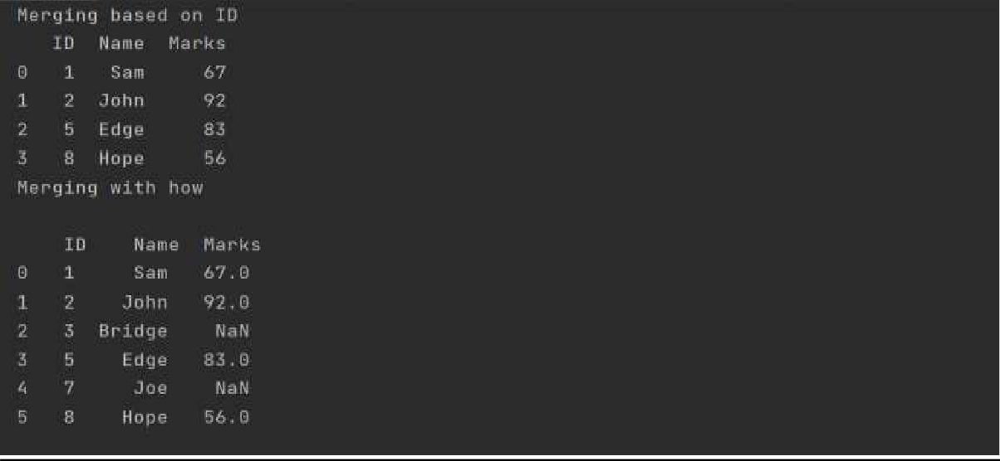 Merging based on ID
   ID  Name  Marks
0   1   Sam     67
1   2  John     92
2   5  Edge     83
3   8  Hope     56
Merging with how

    ID    Name  Marks
0   1     Sam   67.0
1   2    John   92.0
2   3  Bridge    NaN
3   5    Edge   83.0
4   7     Joe    NaN
5   8    Hope   56.0